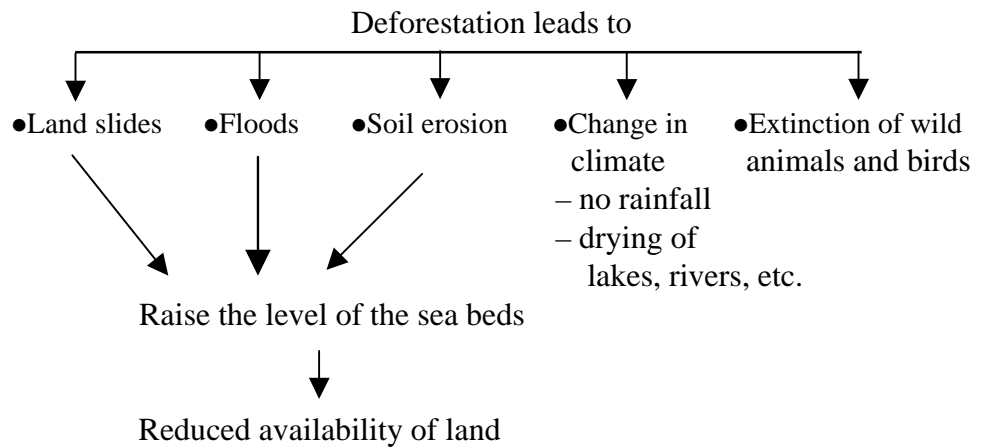 Deforestation leads to
●Land slides
●Floods
●Soil erosion
●Change in
climate
– no rainfall
– drying of
lakes, rivers, etc.
●Extinction of wild
animals and birds
Raise the level of the sea beds
Reduced availability of land